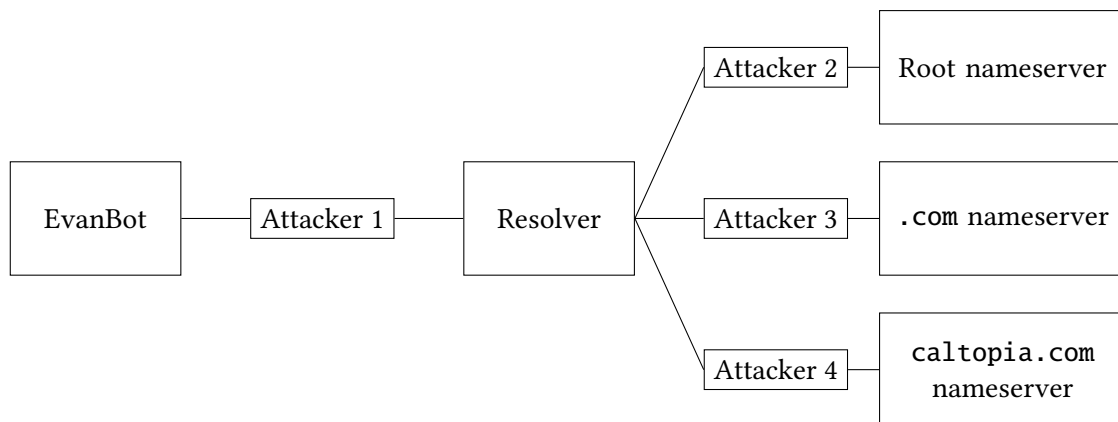 Attacker 2
Root nameserver
EvanBot
Attacker 1
Resolver
Attacker 3
.com nameserver
Attacker 4
caltopia.com
nameserver